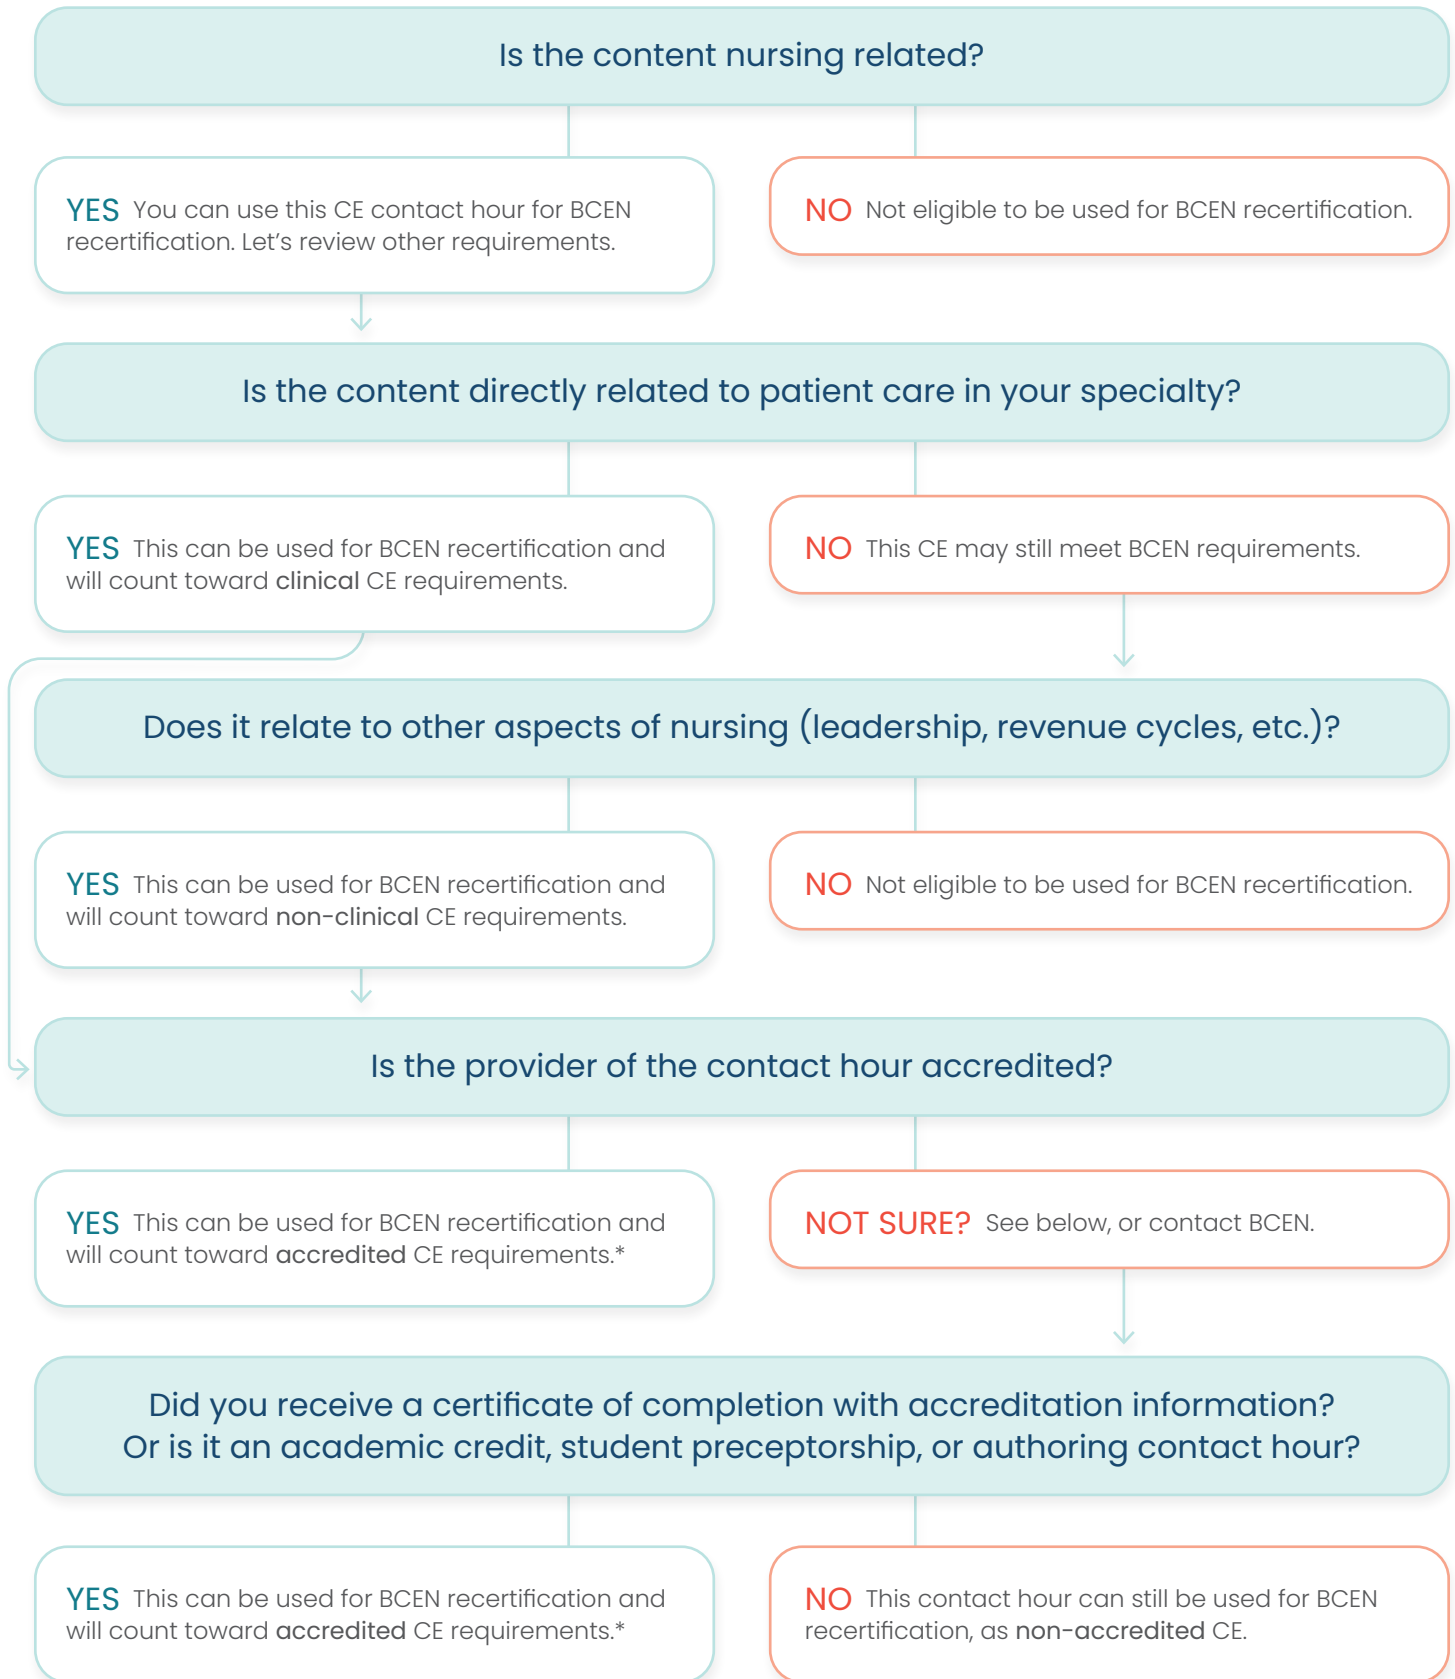 Is the content nursing related?
YES You can use this CE contact hour for BCEN
recertification. Let's review other requirements.
NO Not eligible to be used for BCEN recertification.
Is the content directly related to patient care in your specialty?
YES This can be used for BCEN recertification and
will count toward clinical CE requirements.
NO This CE may still meet BCEN requirements.
Does it relate to other aspects of nursing (leadership, revenue cycles, etc.)?
YES This can be used for BCEN recertification and
will count toward non-clinical CE requirements.
NO Not eligible to be used for BCEN recertification.
Is the provider of the contact hour accredited?
YES This can be used for BCEN recertification and
will count toward accredited CE requirements.*
NOT SURE? See below, or contact BCEN.
Did you receive a certificate of completion with accreditation information?
Or is it an academic credit, student preceptorship, or authoring contact hour?
YES This can be used for BCEN recertification and
will count toward accredited CE requirements.*
NO This contact hour can still be used for BCEN
recertification, as non-accredited CE.